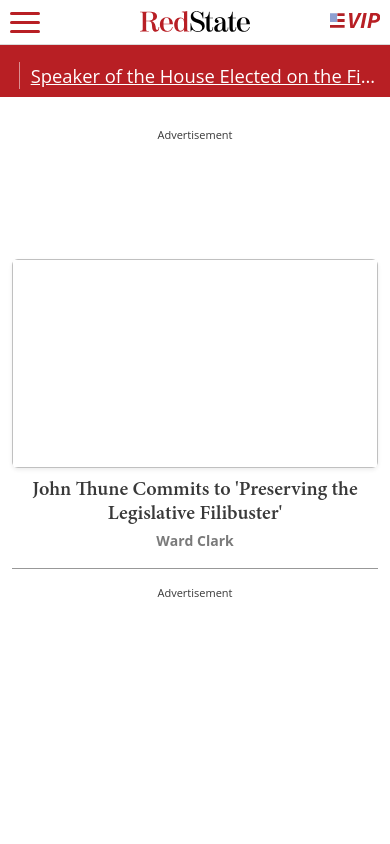 RedState
VIP
Speaker of the House Elected on the Fi...
Advertisement
John Thune Commits to 'Preserving the
Legislative Filibuster'
Ward Clark
Advertisement